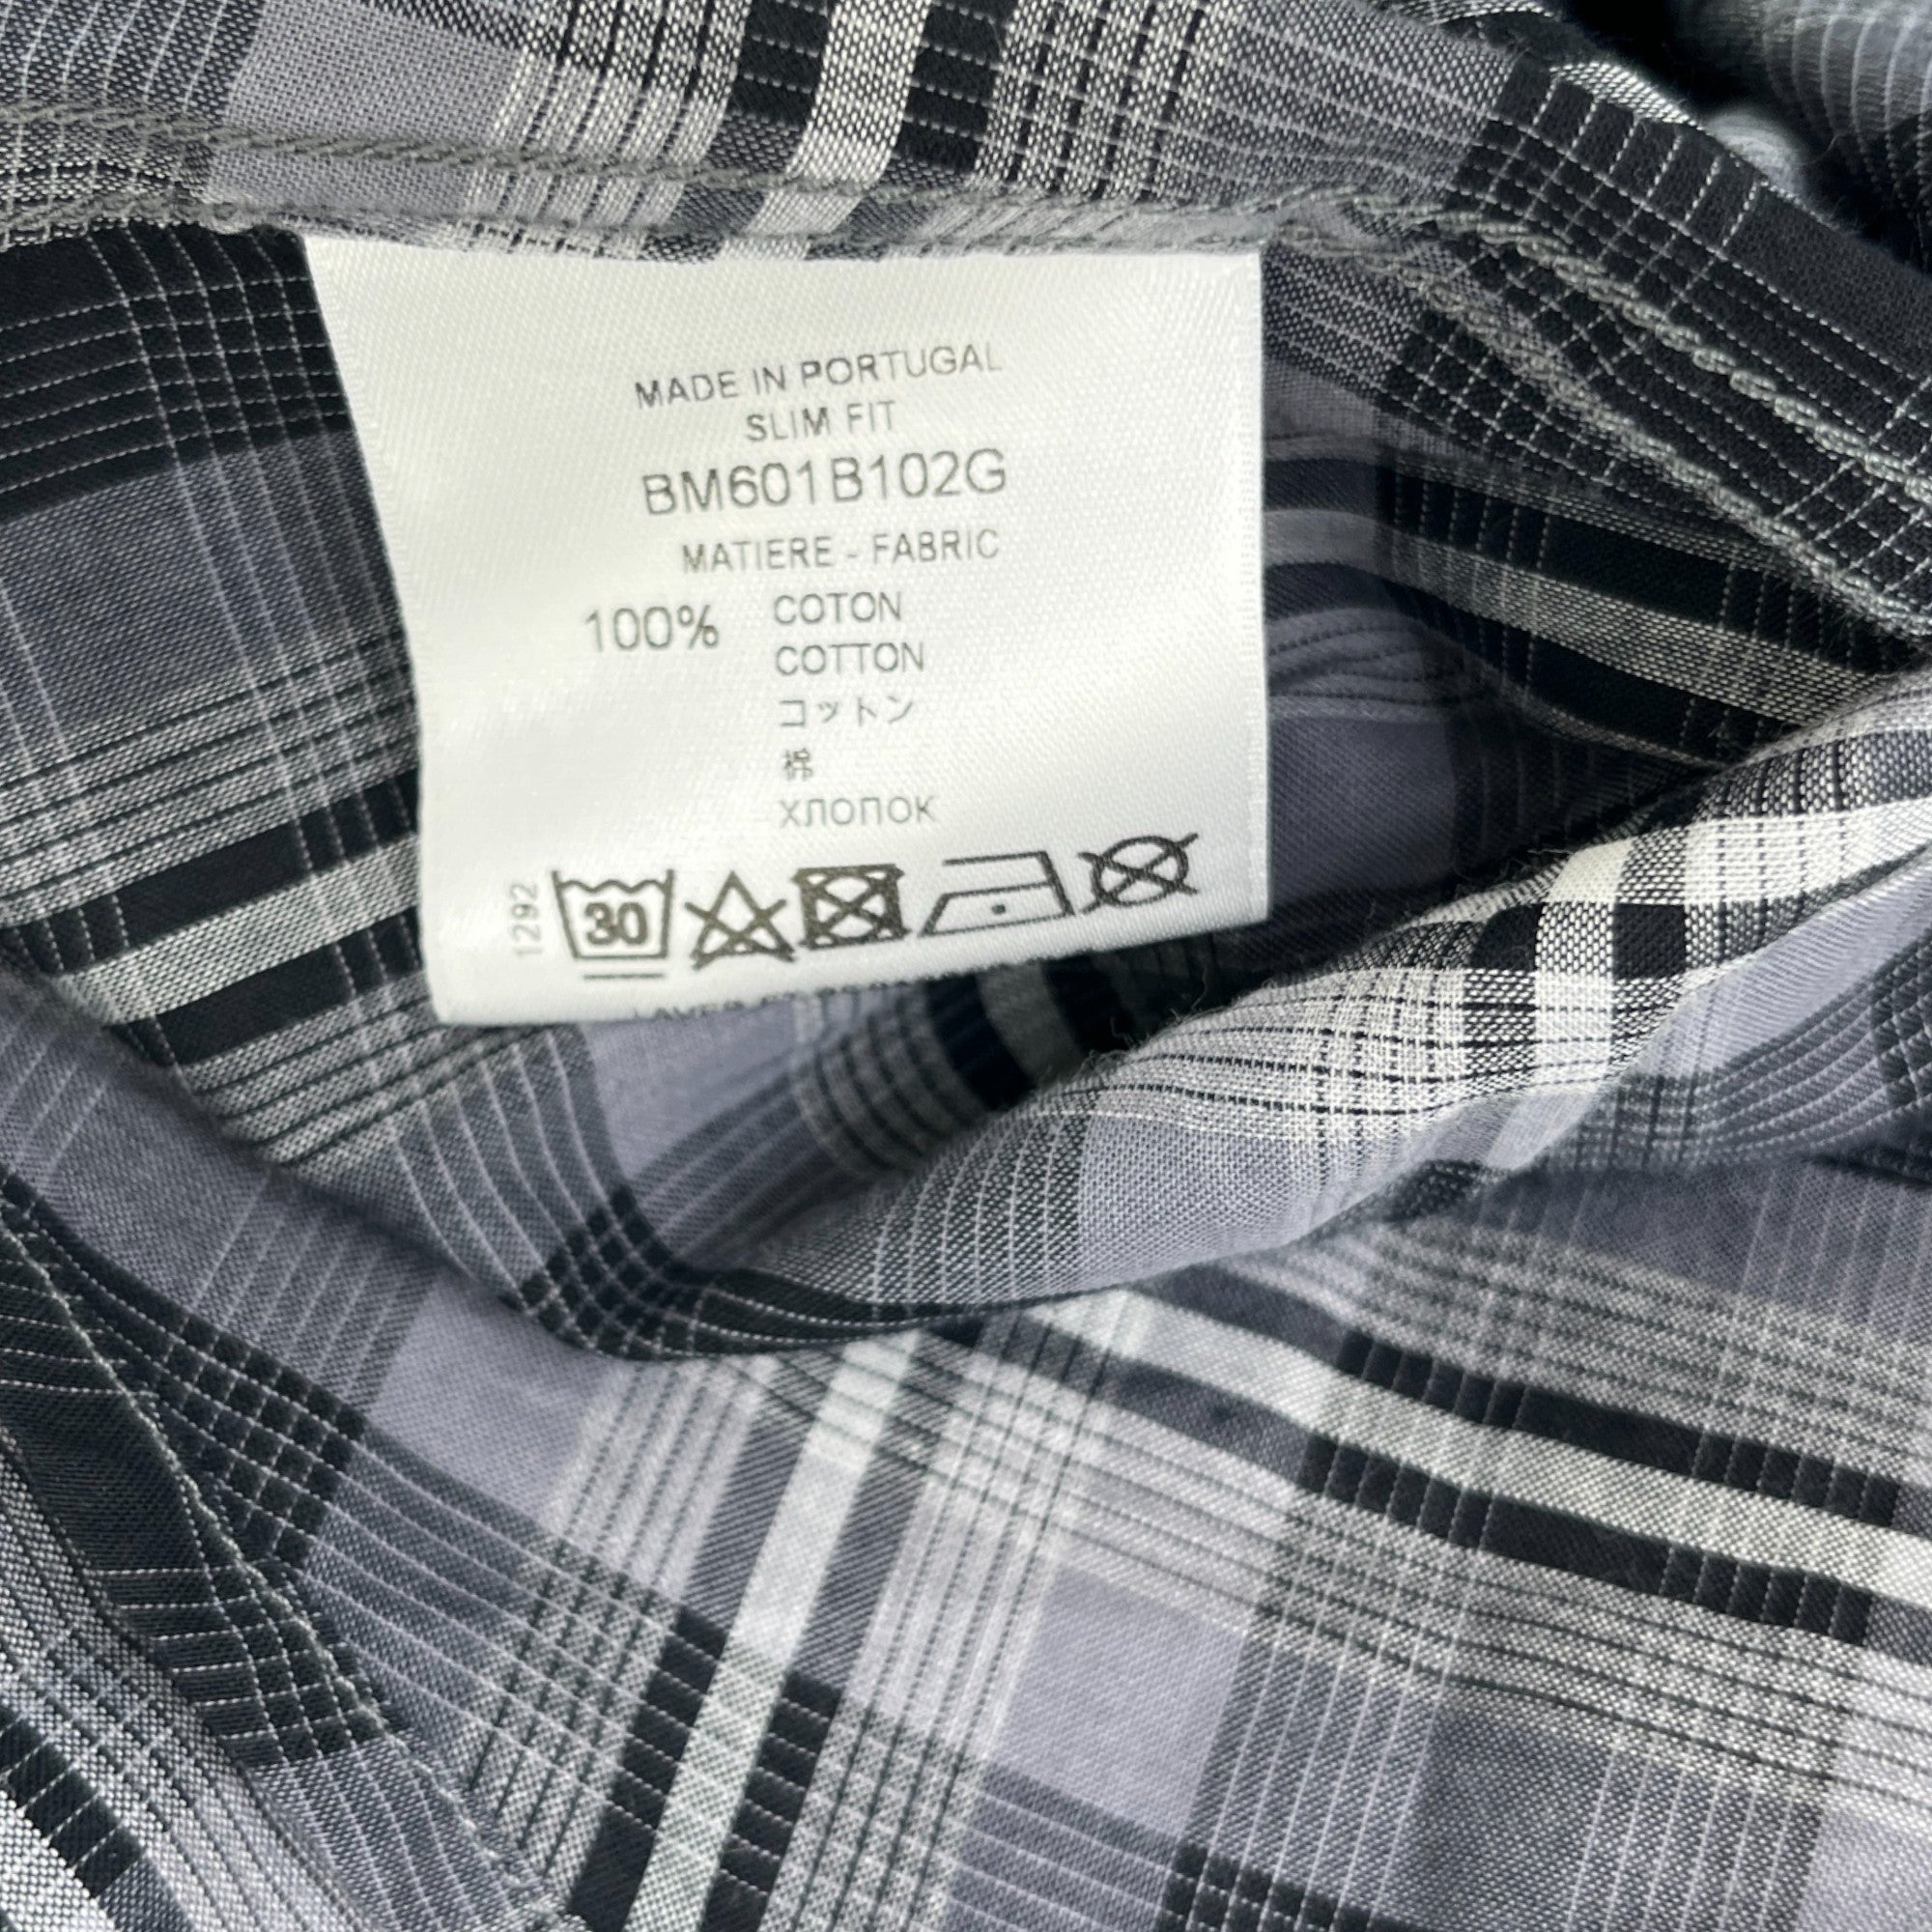 MADE IN PORTUGAL
SLIM FIT
BM601B102G
MATIERE - FABRIC
100% COTON
COTTON
コットン
棉
ХЛОПОК
1292
30